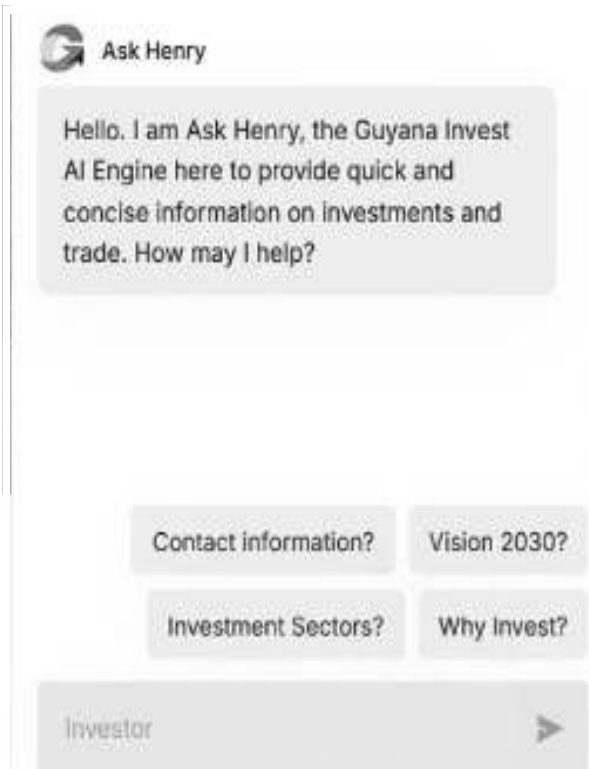 Ask Henry
Hello. I am Ask Henry, the Guyana Invest
AI Engine here to provide quick and
concise information on investments and
trade. How may I help?
Contact information?
Vision 2030?
Investment Sectors?
Why Invest?
Investor